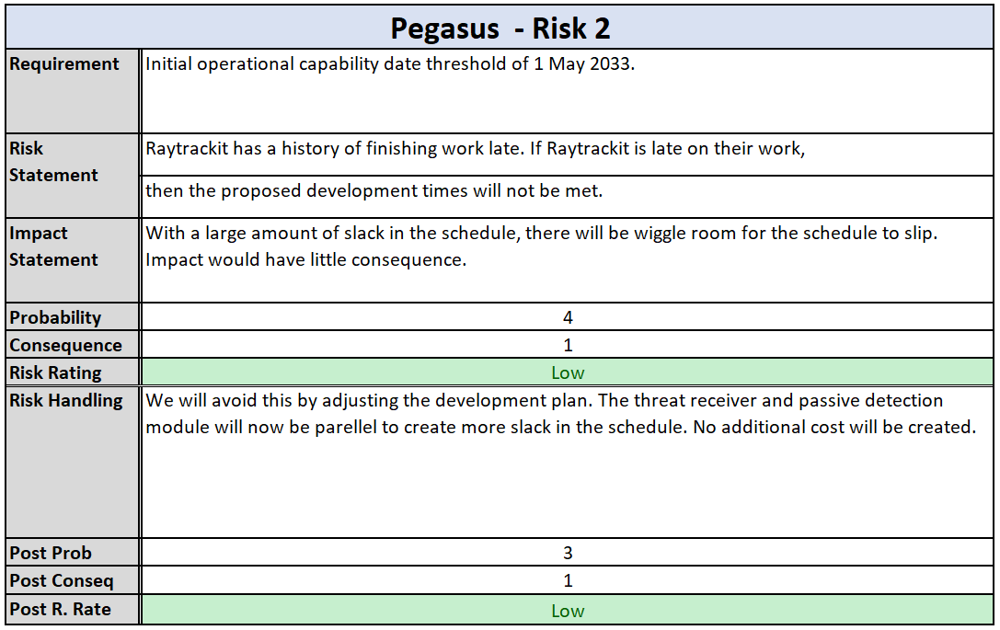 Pegasus - Risk 2
Requirement Initial operational capability date threshold of 1 May 2033.
Risk Raytrackit has a history of finishing work late. If Raytrackit is late on their work,
Statement
then the proposed development times will not be met.
Impact With a large amount of slack in the schedule, there will be wiggle room for the schedule to slip.
Statement Impact would have little consequence.
Probability 4
Consequence 1
Risk Rating Low
Risk Handling We will avoid this by adjusting the development plan. The threat receiver and passive detection
module will now be parellel to create more slack in the schedule. No additional cost will be created.
Post Prob 3
Post Conseq 1
Post R. Rate Low